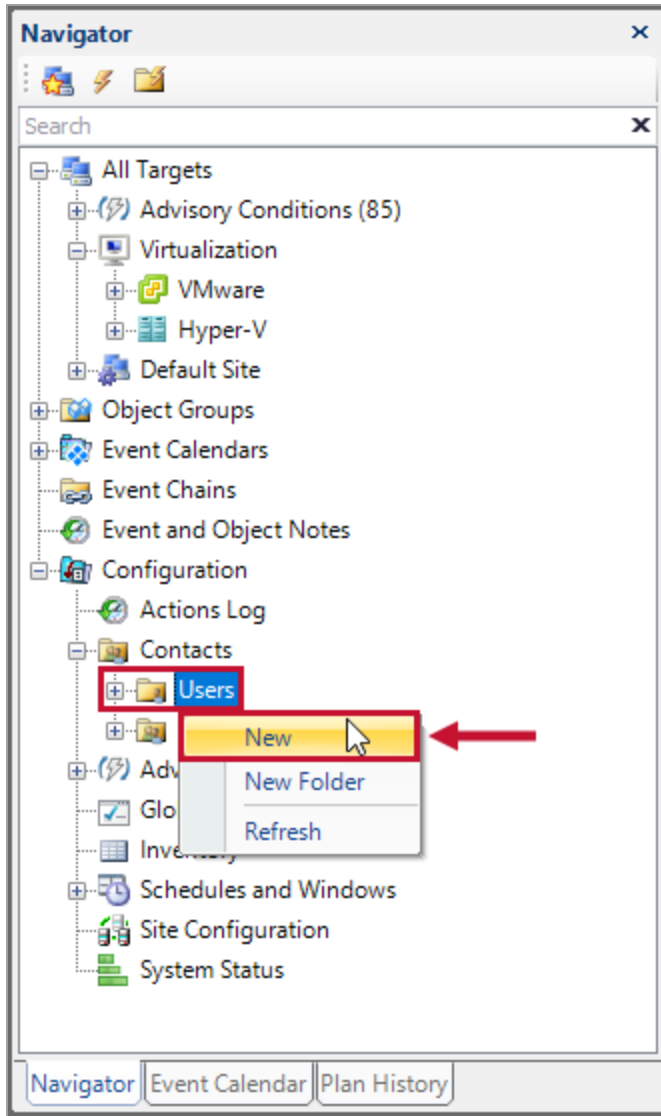 Navigator
Search
All Targets
Advisory Conditions (85)
Virtualization
VMware
Hyper-V
Default Site
Object Groups
Event Calendars
Event Chains
Event and Object Notes
Configuration
Actions Log
Contacts
Users
New
New Folder
Refresh
Schedules and Windows
Site Configuration
System Status
Navigator Event Calendar Plan History